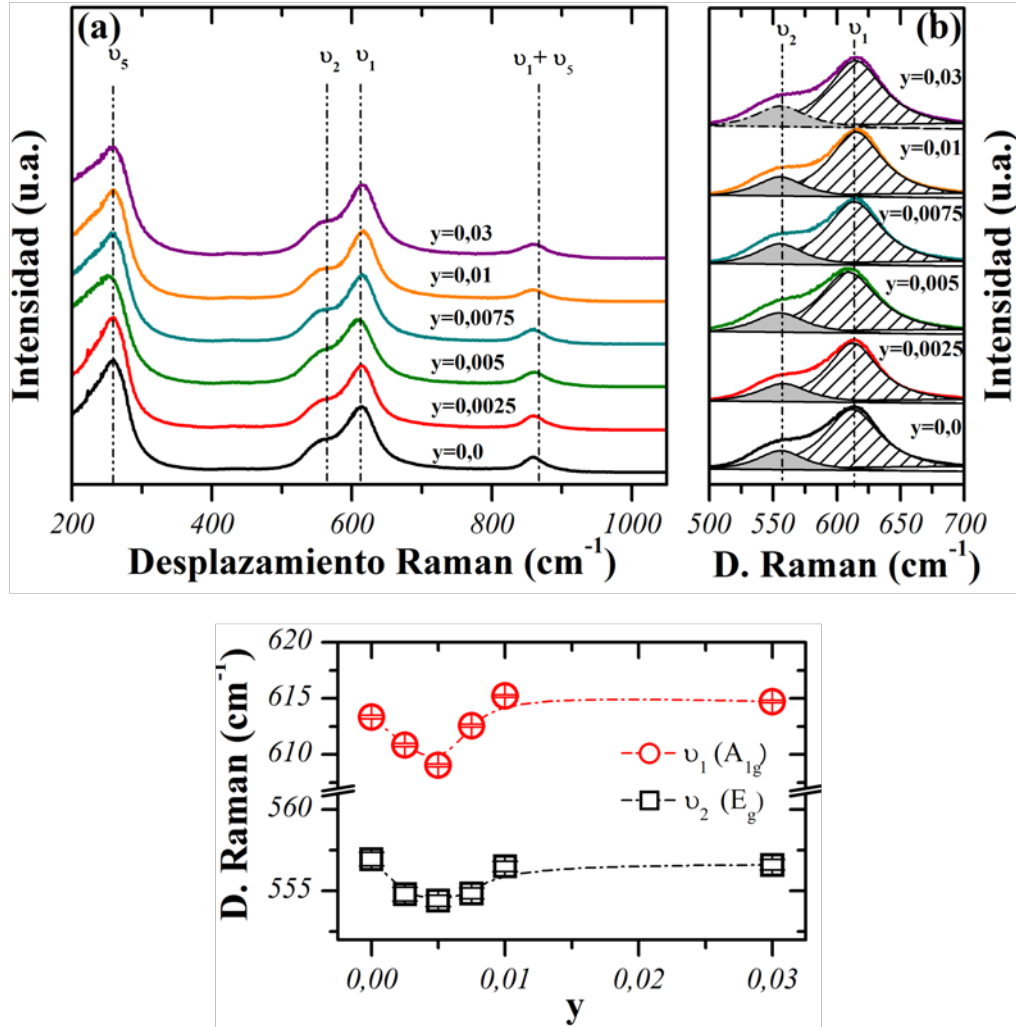 (a)
υ5
υ2
υ1
υ1+ υ5
y=0,03
y=0,01
y=0,0075
y=0,005
y=0,0025
y=0,0
Intensidad (u.a.)
200 400 600 800 1000
Desplazamiento Raman (cm-1)
(b)
υ2
υ1
y=0,03
y=0,01
y=0,0075
y=0,005
y=0,0025
y=0,0
Intensidad (u.a.)
500 550 600 650 700
D. Raman (cm-1)
D. Raman (cm-1)
620
615
610
560
555
υ1 (A1g)
υ2 (Eg)
0,00 0,01 0,02 0,03
y